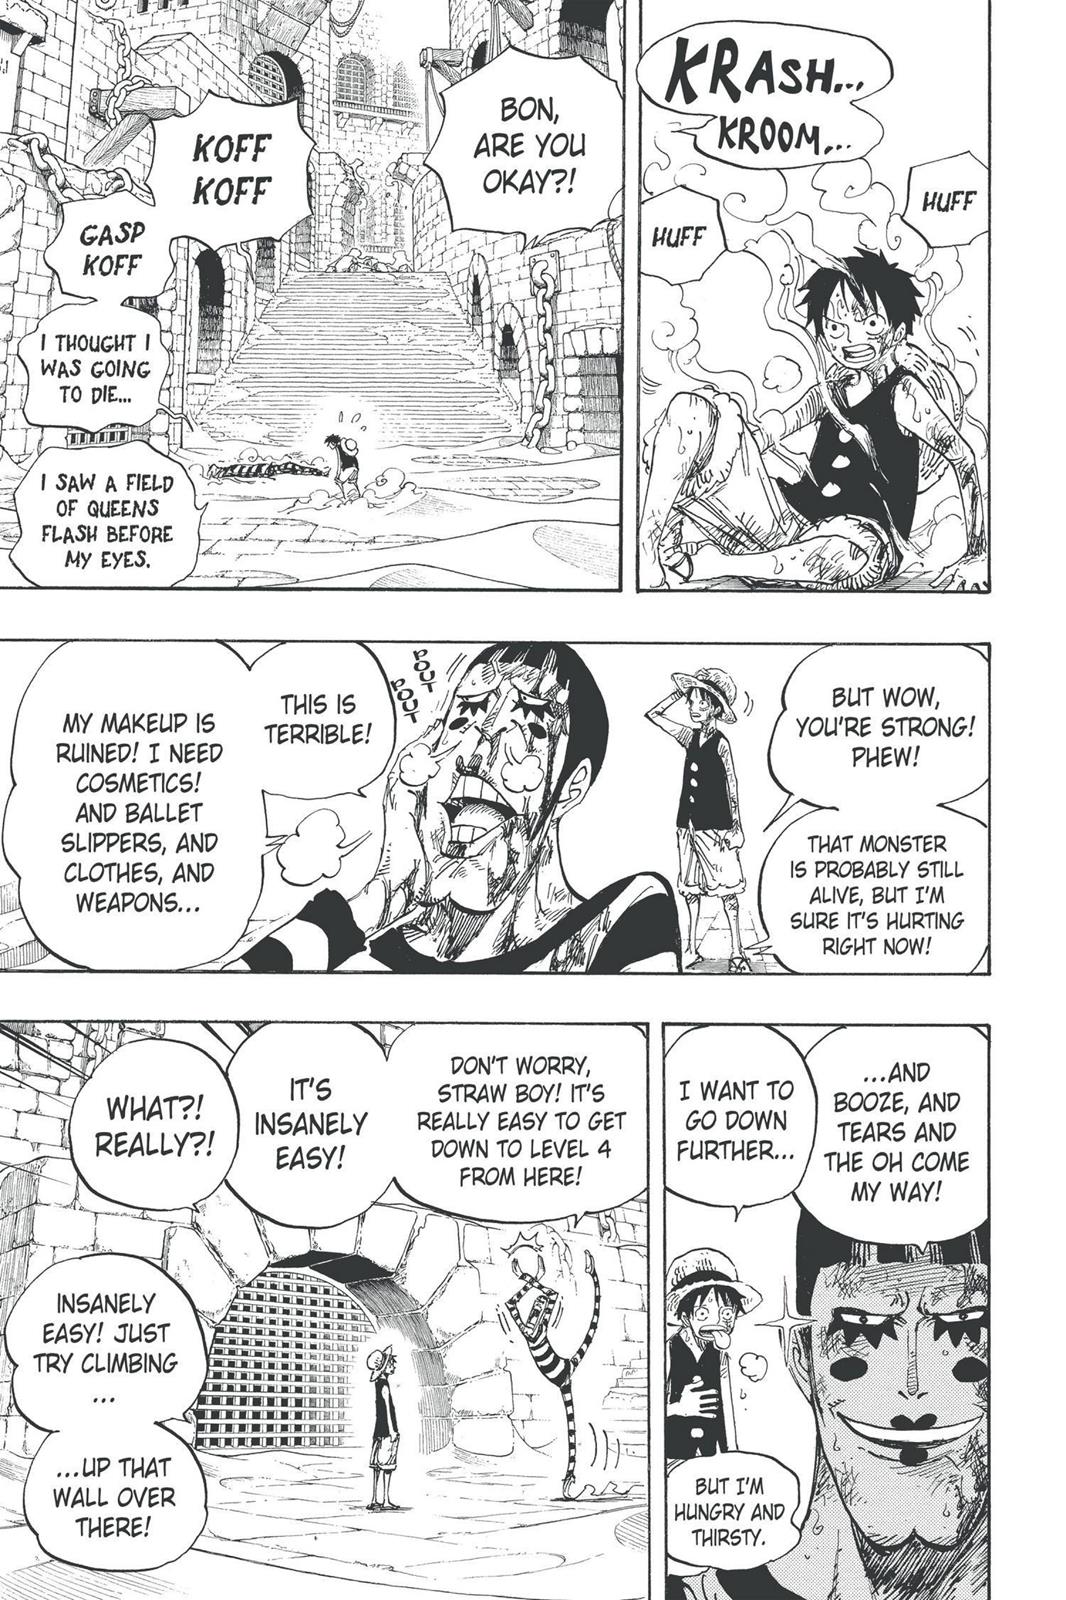 KRASH...
KROOM...
HUFF
HUFF
BON,
ARE YOU
OKAY?!
KOFF
KOFF
GASP
KOFF
I THOUGHT I
WAS GOING
TO DIE...
I SAW A FIELD
OF QUEENS
FLASH BEFORE
MY EYES.
BUT WOW,
YOU'RE STRONG!
PHEW!
THAT MONSTER
IS PROBABLY STILL
ALIVE, BUT I'M
SURE IT'S HURTING
RIGHT NOW!
POUT
POUT
THIS IS
TERRIBLE!
MY MAKEUP IS
RUINED! I NEED
COSMETICS!
AND BALLET
SLIPPERS, AND
CLOTHES, AND
WEAPONS...
...AND
BOOZE, AND
TEARS AND
THE OH COME
MY WAY!
I WANT TO
GO DOWN
FURTHER...
BUT I'M
HUNGRY AND
THIRSTY.
DON'T WORRY,
STRAW BOY! IT'S
REALLY EASY TO GET
DOWN TO LEVEL 4
FROM HERE!
IT'S
INSANELY
EASY!
WHAT?!
REALLY?!
INSANELY
EASY! JUST
TRY CLIMBING
...
...UP THAT
WALL OVER
THERE!